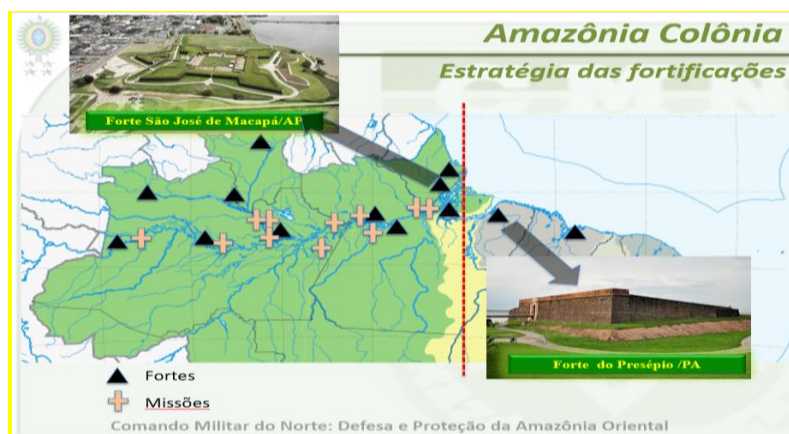 Amazônia Colônia
Estratégia das fortificações
Forte São José de Macapá/AP
Forte do Presépio /PA
Fortes
Missões
Comando Militar do Norte: Defesa e Proteção da Amazônia Oriental